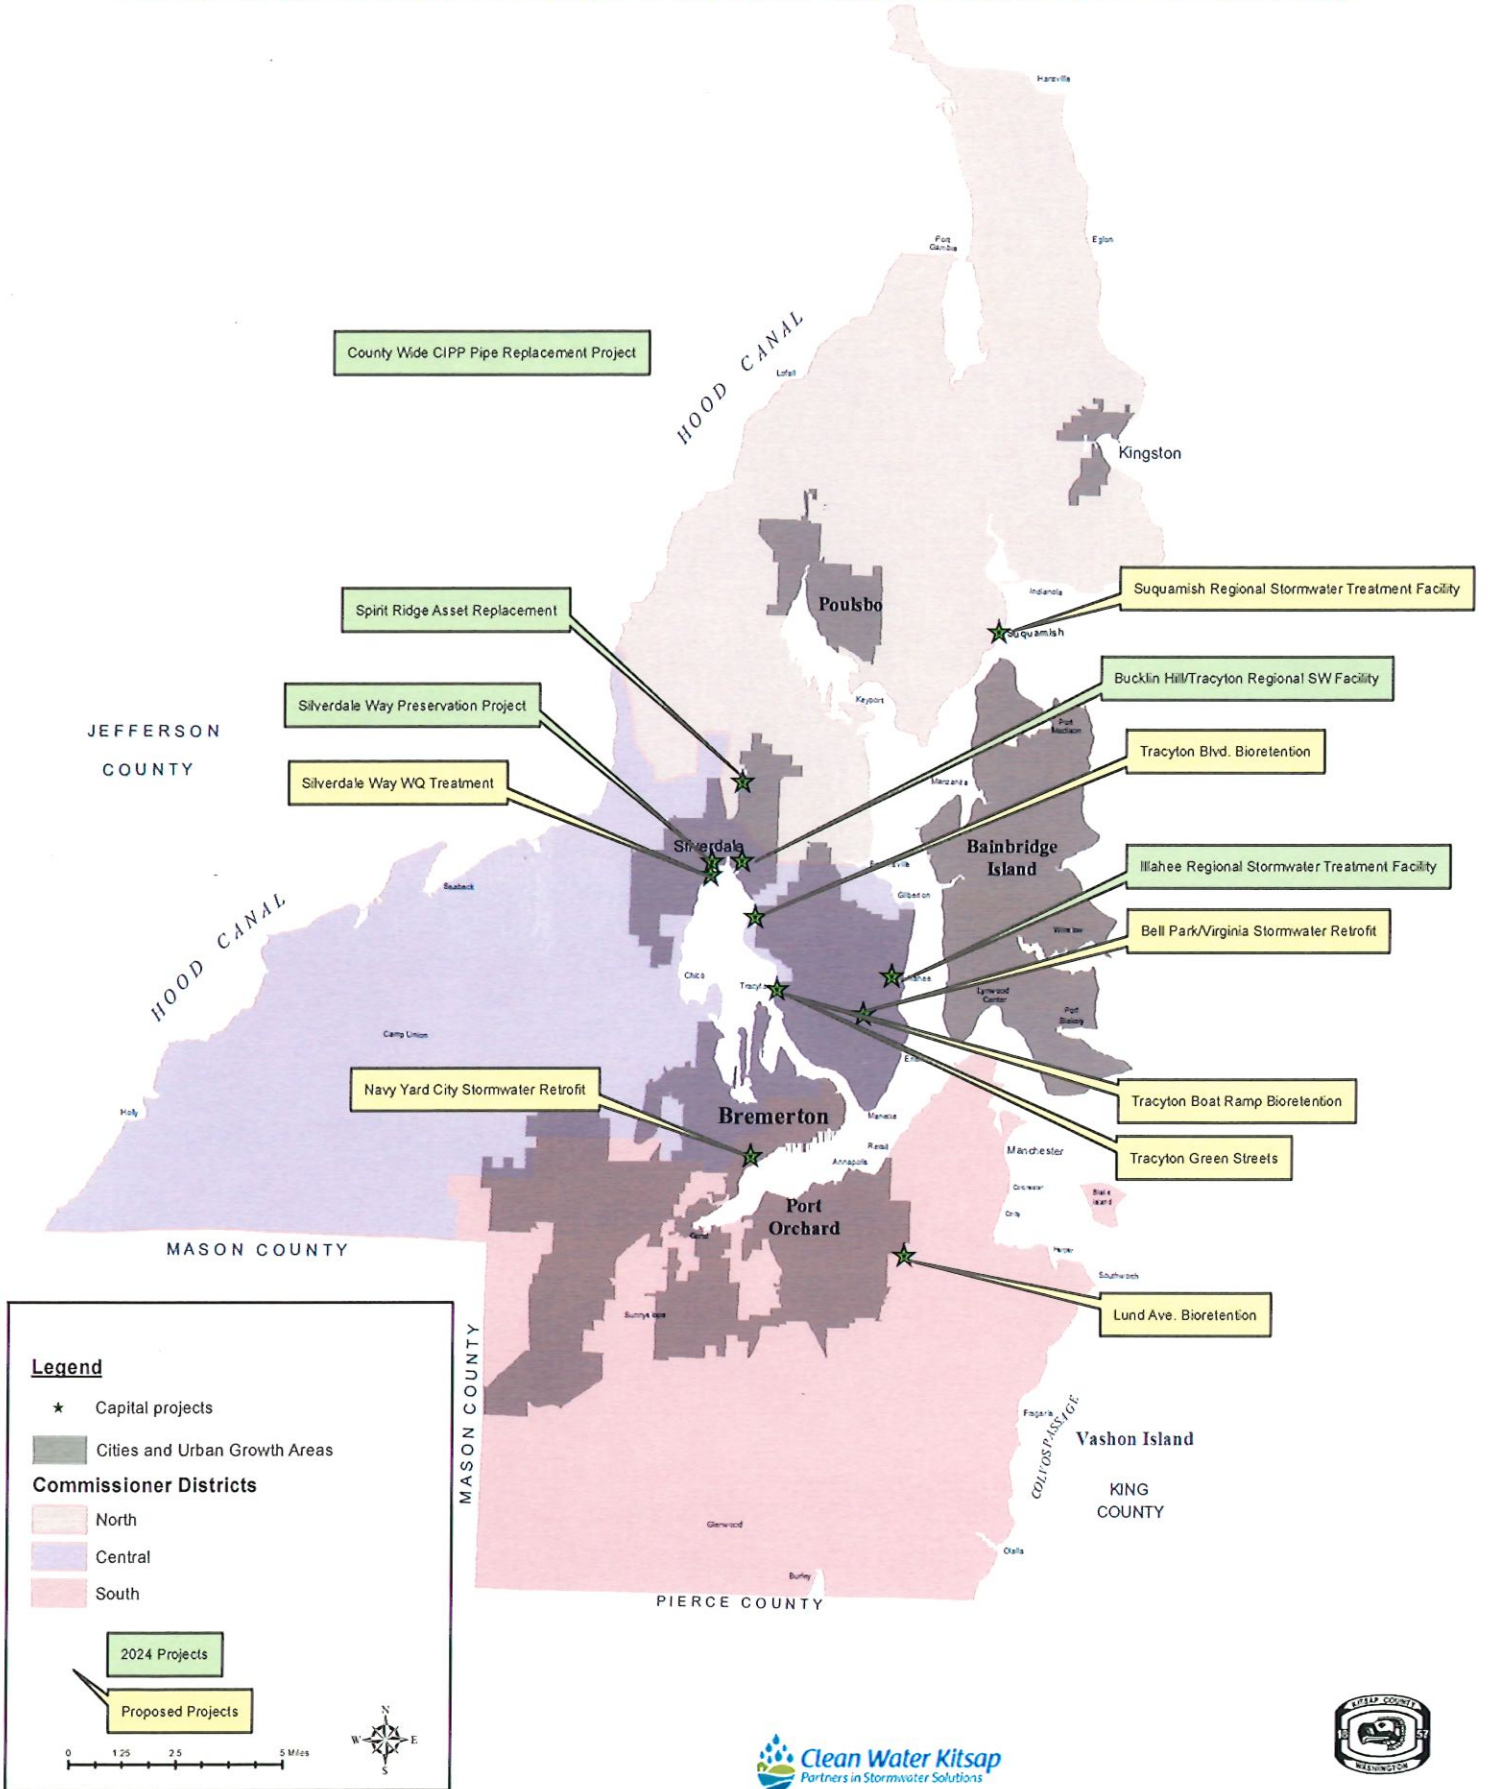 Hansville
Port
Gamble
Eglon
County Wide CIPP Pipe Replacement Project
HOOD CANAL
Lofall
Kingston
Spirit Ridge Asset Replacement
Poulsbo
Indianola
Suquamish Regional Stormwater Treatment Facility
Suquamish
Silverdale Way Preservation Project
Keyport
Bucklin Hill/Tracyton Regional SW Facility
JEFFERSON
COUNTY
Port
Madison
Tracyton Blvd. Bioretention
Silverdale Way WQ Treatment
Manzanita
Silverdale
Bainbridge
Island
Illahee Regional Stormwater Treatment Facility
Seabeck
Gilberton
HOOD CANAL
Winslow
Bell Park/Virginia Stormwater Retrofit
Chico
Lynwood
Center
Port
Blakely
Camp Union
Navy Yard City Stormwater Retrofit
Tracyton Boat Ramp Bioretention
Holly
Bremerton
Manette
Retsil
Annapolis
Manchester
Tracyton Green Streets
Colchester
Blake
Island
Port
Orchard
MASON COUNTY
Gorst
Harper
Southworth
Sunnyslope
Lund Ave. Bioretention
MASON COUNTY
Fragaria
COLVOS PASSAGE
Vashon Island
KING
COUNTY
Glenwood
Olalla
Burley
PIERCE COUNTY
Legend
Capital projects
Cities and Urban Growth Areas
Commissioner Districts
North
Central
South
2024 Projects
Proposed Projects
N
W E
S
0 1.25 2.5 5 Miles
Clean Water Kitsap
Partners in Stormwater Solutions
KITSAP COUNTY
18 57
WASHINGTON